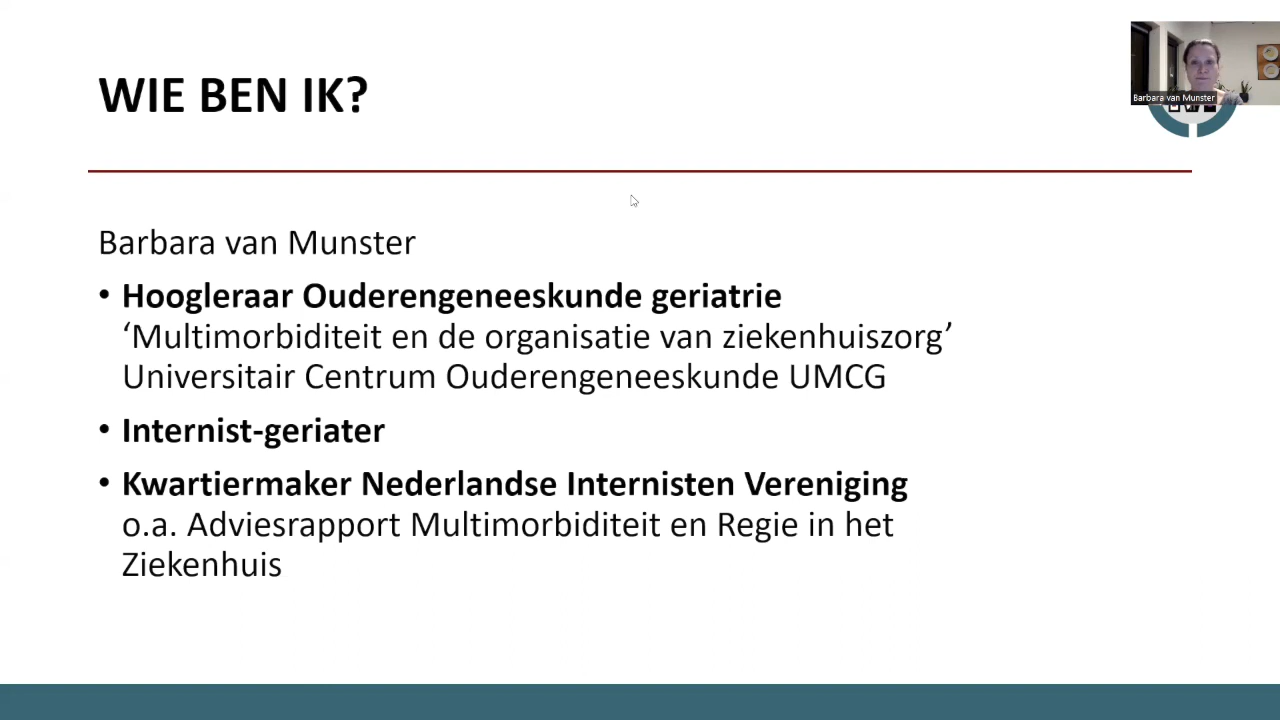 WIE BEN IK?
Barbara van Munster
Barbara van Munster
• Hoogleraar Ouderengeneeskunde geriatrie
‘Multimorbiditeit en de organisatie van ziekenhuiszorg’
Universitair Centrum Ouderengeneeskunde UMCG
• Internist-geriater
• Kwartiermaker Nederlandse Internisten Vereniging
o.a. Adviesrapport Multimorbiditeit en Regie in het
Ziekenhuis